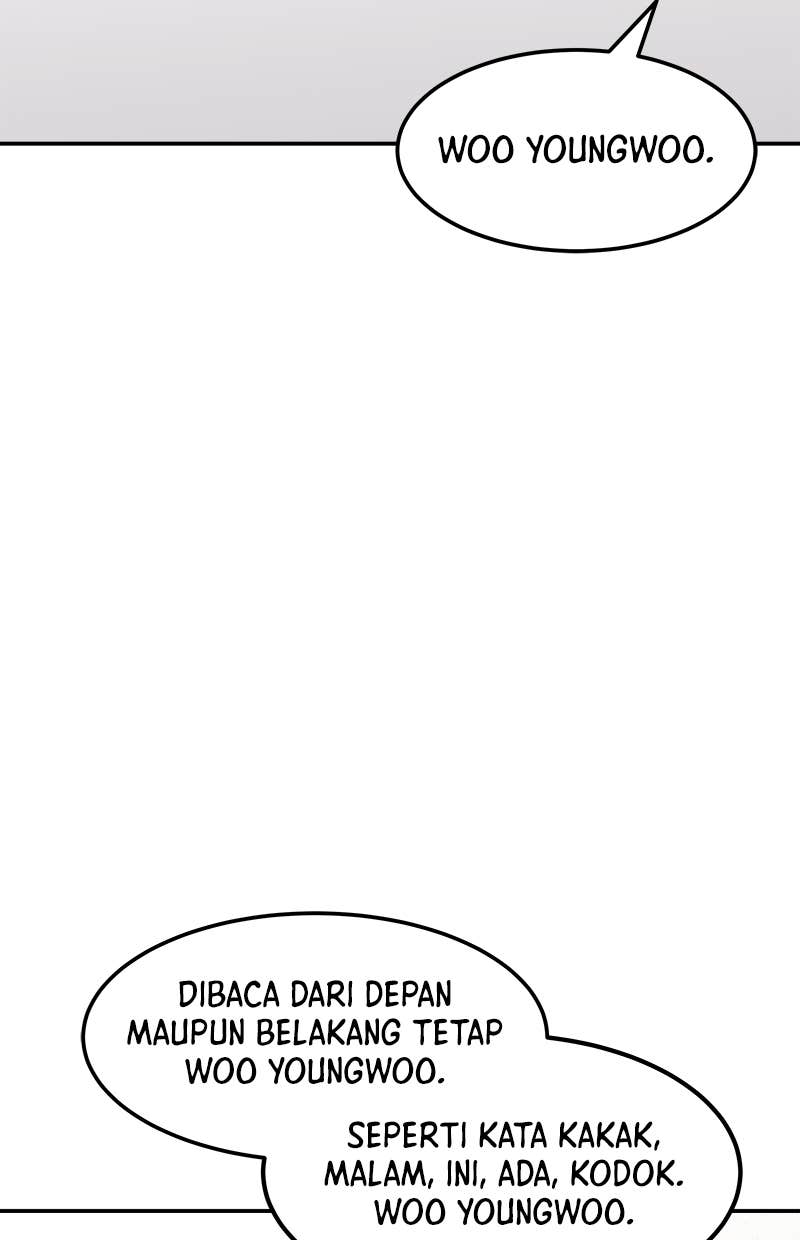 WOO YOUNGWOO.
DIBACA DARI DEPAN
MAUPUN BELAKANG TETAP
WOO YOUNGWOO.
SEPERTI KATA KAKAK,
MALAM, INI, ADA, KODOK.
WOO YOUNGWOO.